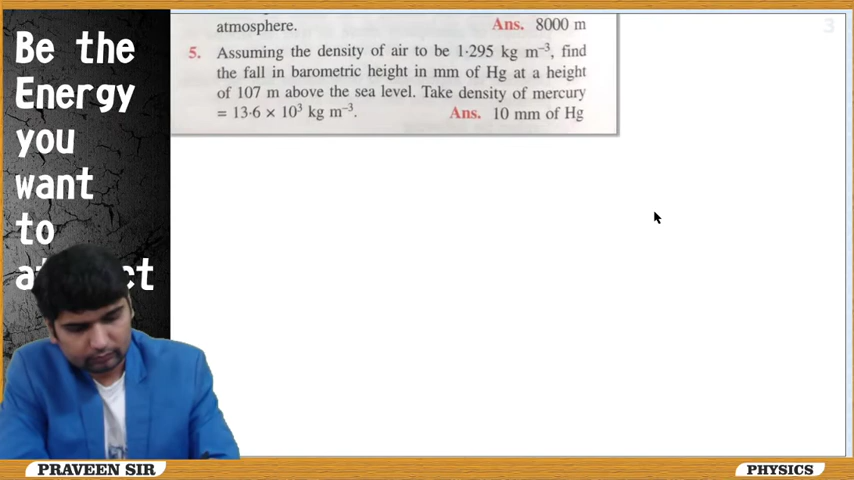 Be the
Energy
you
want
to
atmosphere. Ans. 8000 m
5. Assuming the density of air to be 1·295 kg m⁻³, find
the fall in barometric height in mm of Hg at a height
of 107 m above the sea level. Take density of mercury
= 13·6 × 10³ kg m⁻³. Ans. 10 mm of Hg
3
PRAVEEN SIR
PHYSICS